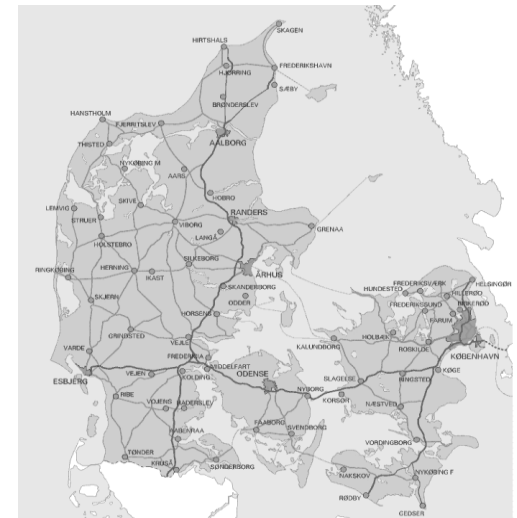 SKAGEN
HIRTSHALS
HJØRRING
FREDERIKSHAVN
SÆBY
BRØNDERSLEV
HANSTHOLM
FJERRITSLEV
THISTED
AALBORG
NYKØBING M
AARS
HOBRO
LEMVIG
STRUER
SKIVE
RANDERS
VIBORG
LANGÅ
GRENAA
HOLSTEBRO
SILKEBORG
RINGKØBING
HERNING
IKAST
ÅRHUS
SKANDERBORG
ODDER
SKJERN
HORSENS
HELSINGØR
FREDERIKSVÆRK
HUNDESTED
HILLERØD
FREDERIKSSUND
BIRKERØD
FARUM
HOLBÆK
KALUNDBORG
ROSKILDE
KØBENHAVN
GRINDSTED
VEJLE
VARDE
FREDERICIA
MIDDELFART
ESBJERG
VEJEN
KOLDING
ODENSE
NYBORG
SLAGELSE
KORSØR
RINGSTED
KØGE
RIBE
VOJENS
HADERSLEV
NÆSTVED
FAABORG
SVENDBORG
AABENRAA
VORDINGBORG
TØNDER
KRUSÅ
SØNDERBORG
NAKSKOV
NYKØBING F
RØDBY
GEDSER